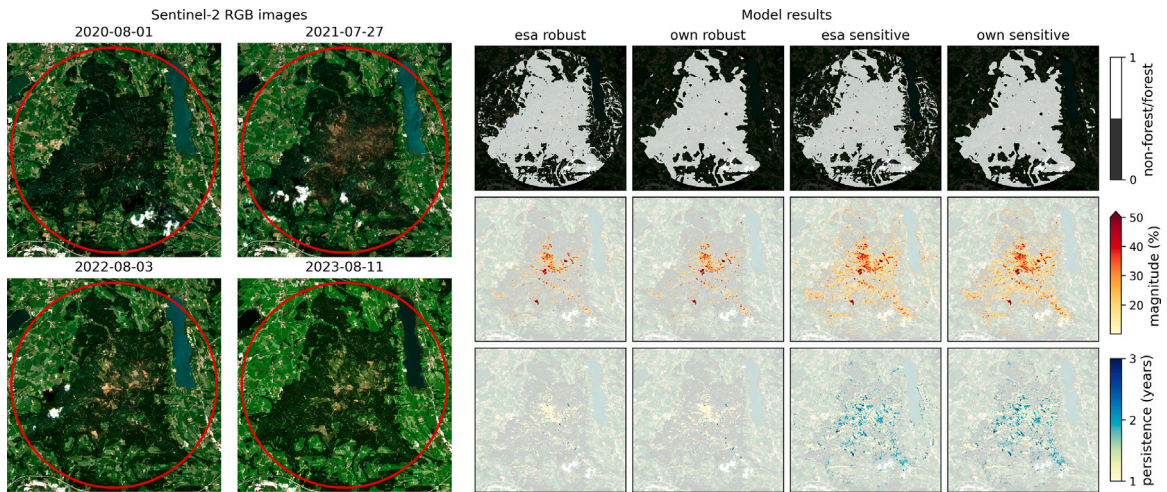 Sentinel-2 RGB images
2020-08-01
2021-07-27
2022-08-03
2023-08-11
Model results
esa robust
own robust
esa sensitive
own sensitive
1
0
non-forest/forest
50
40
30
20
magnitude (%)
3
2
1
persistence (years)